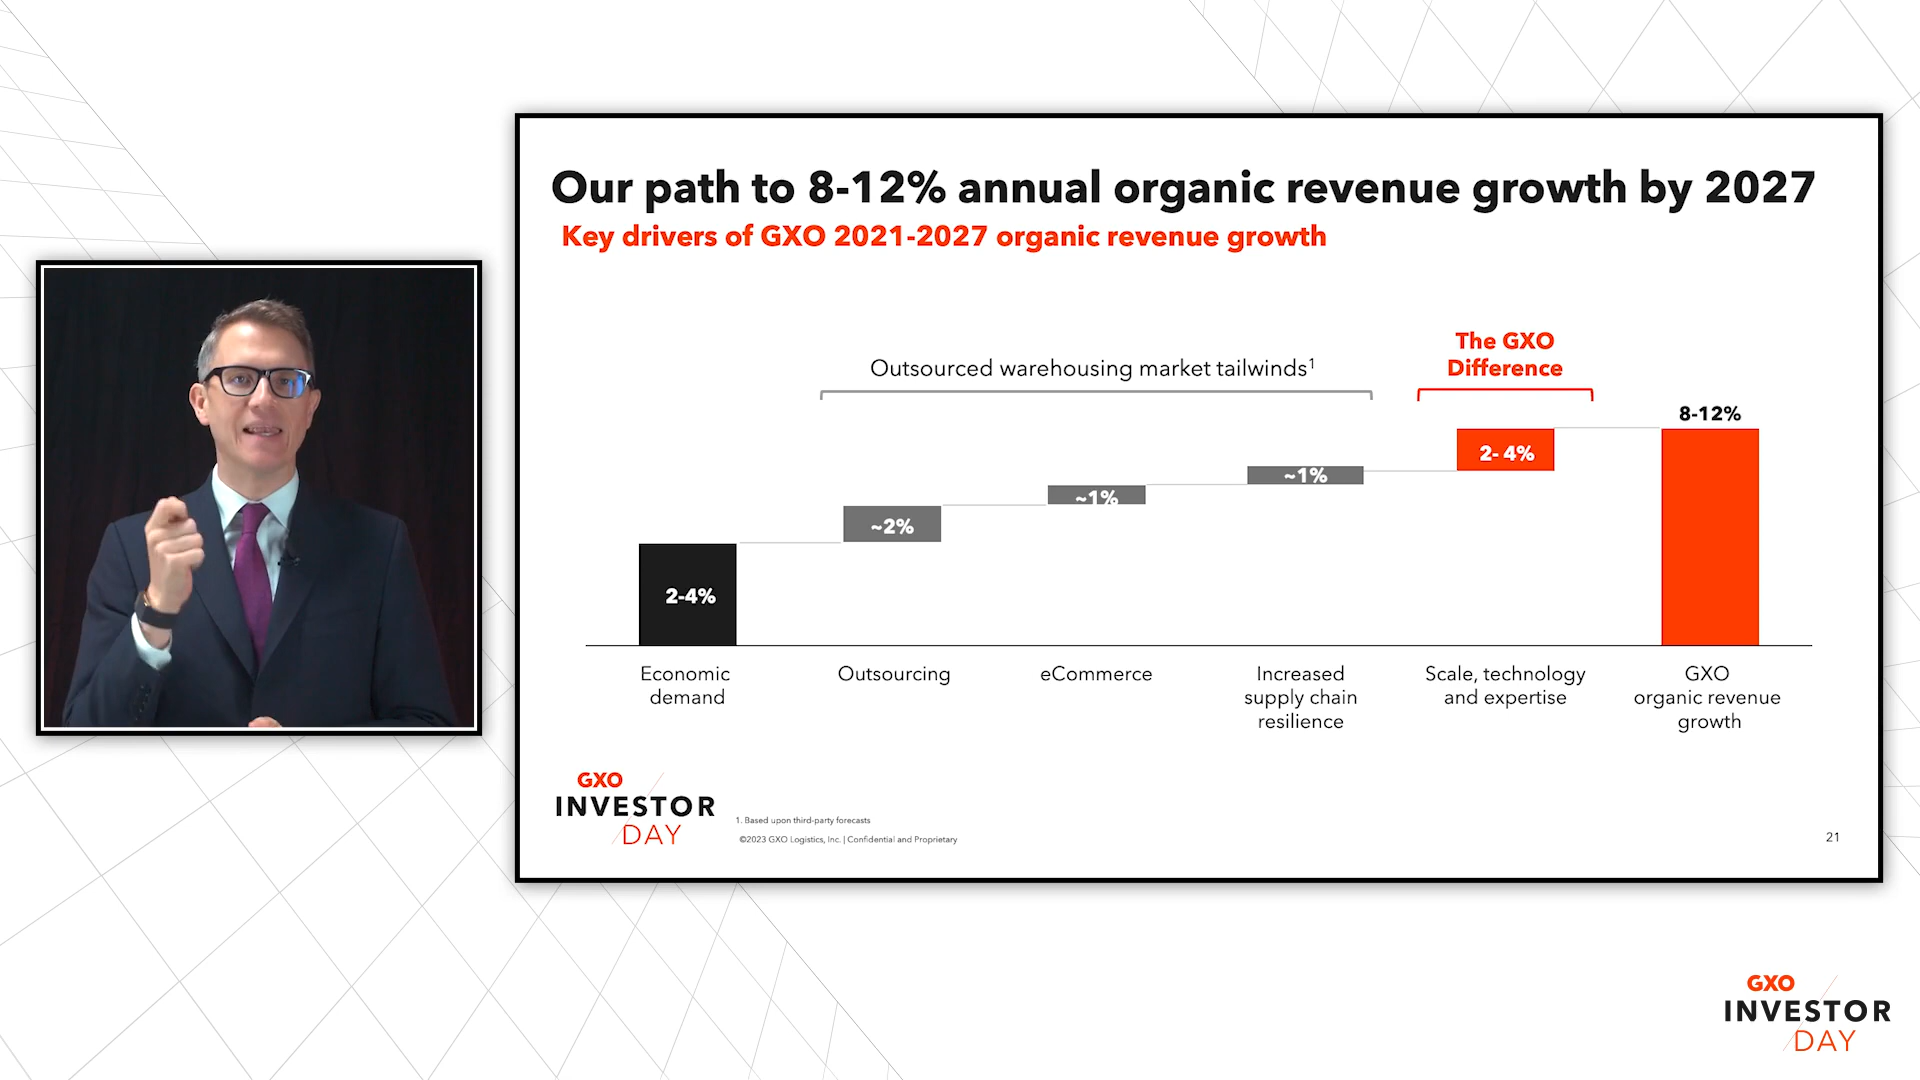 Our path to 8-12% annual organic revenue growth by 2027
Key drivers of GXO 2021-2027 organic revenue growth
Outsourced warehousing market tailwinds¹
The GXO
Difference
2-4%
~2%
~1%
~1%
2- 4%
8-12%
Economic
demand
Outsourcing
eCommerce
Increased
supply chain
resilience
Scale, technology
and expertise
GXO
organic revenue
growth
GXO
INVESTOR
DAY
1. Based upon third-party forecasts
©2023 GXO Logistics, Inc. | Confidential and Proprietary
21
GXO
INVESTOR
DAY